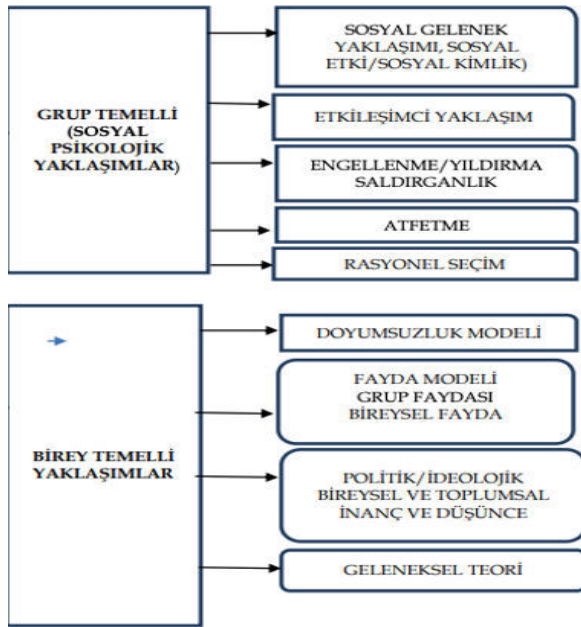 GRUP TEMELLİ
(SOSYAL
PSİKOLOJİK
YAKLAŞIMLAR)
SOSYAL GELENEK
YAKLAŞIMI, SOSYAL
ETKİ/SOSYAL KİMLİK)
ETKİLEŞİMCİ YAKLAŞIM
ENGELLENME/YILDIRMA
SALDIRGANLIK
ATFETME
RASYONEL SEÇİM
BİREY TEMELLİ
YAKLAŞIMLAR
DOYUMSUZLUK MODELİ
FAYDA MODELİ
GRUP FAYDASI
BİREYSEL FAYDA
POLİTİK/İDEOLOJİK
BİREYSEL VE TOPLUMSAL
İNANÇ VE DÜŞÜNCE
GELENEKSEL TEORİ